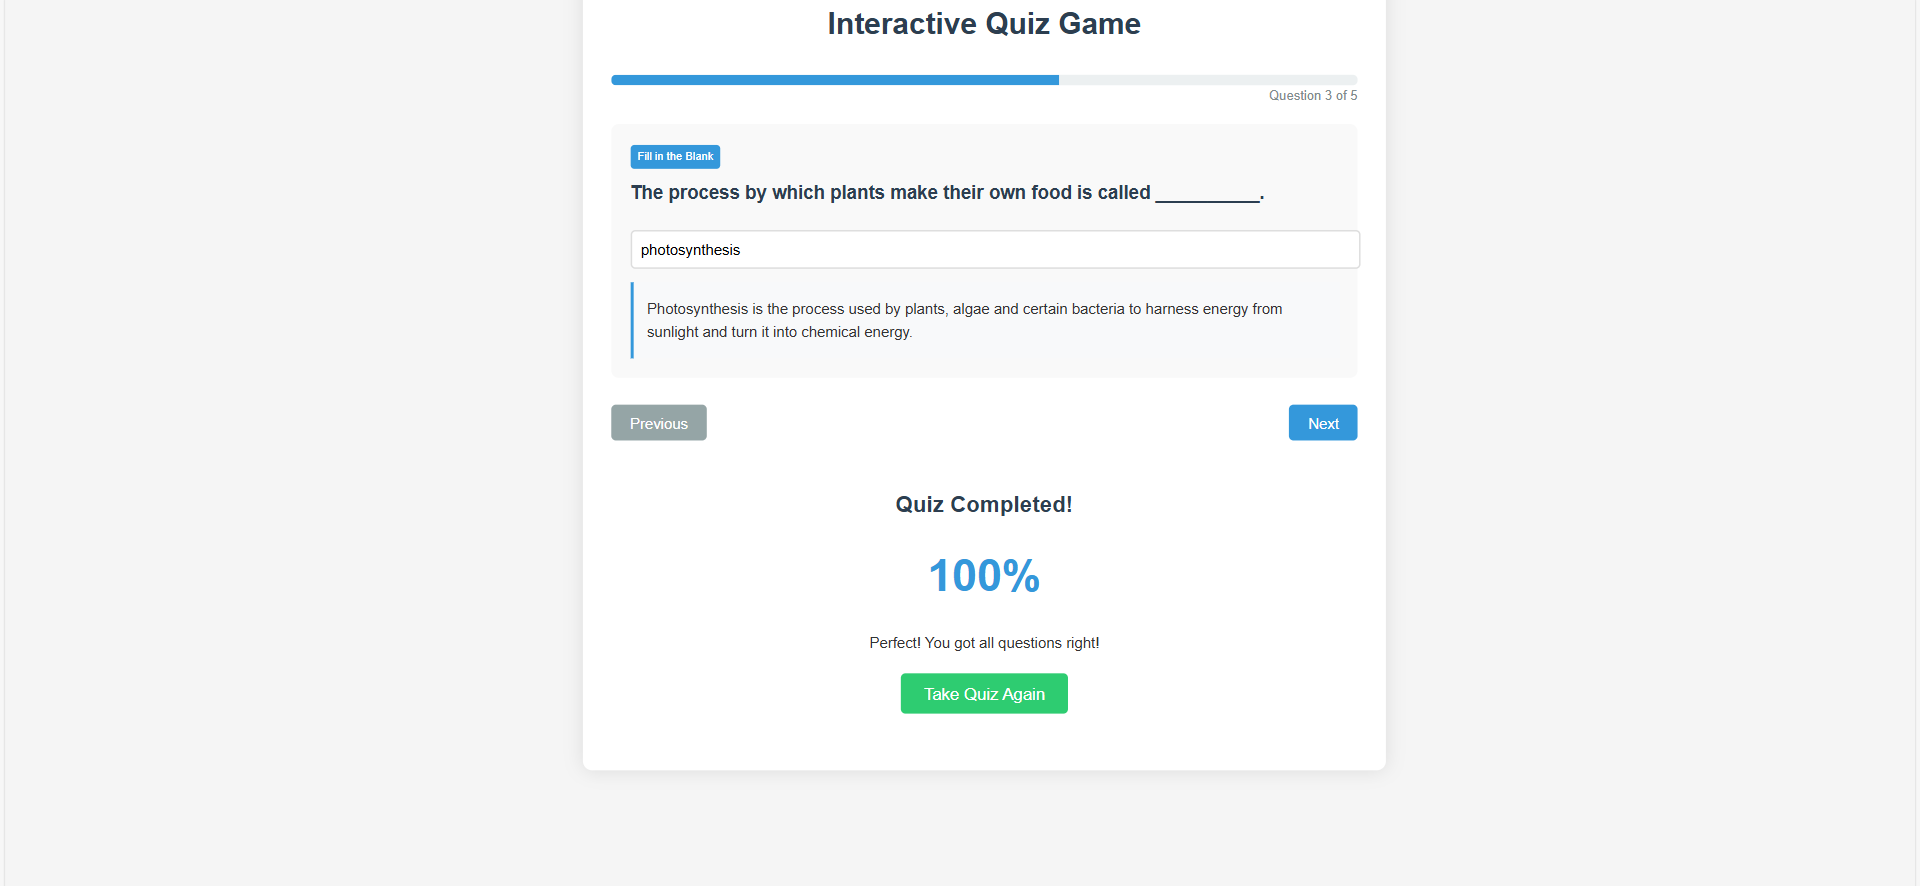 Interactive Quiz Game
Question 3 of 5
Fill in the Blank
The process by which plants make their own food is called __________.
photosynthesis
Photosynthesis is the process used by plants, algae and certain bacteria to harness energy from
sunlight and turn it into chemical energy.
Previous
Next
Quiz Completed!
100%
Perfect! You got all questions right!
Take Quiz Again